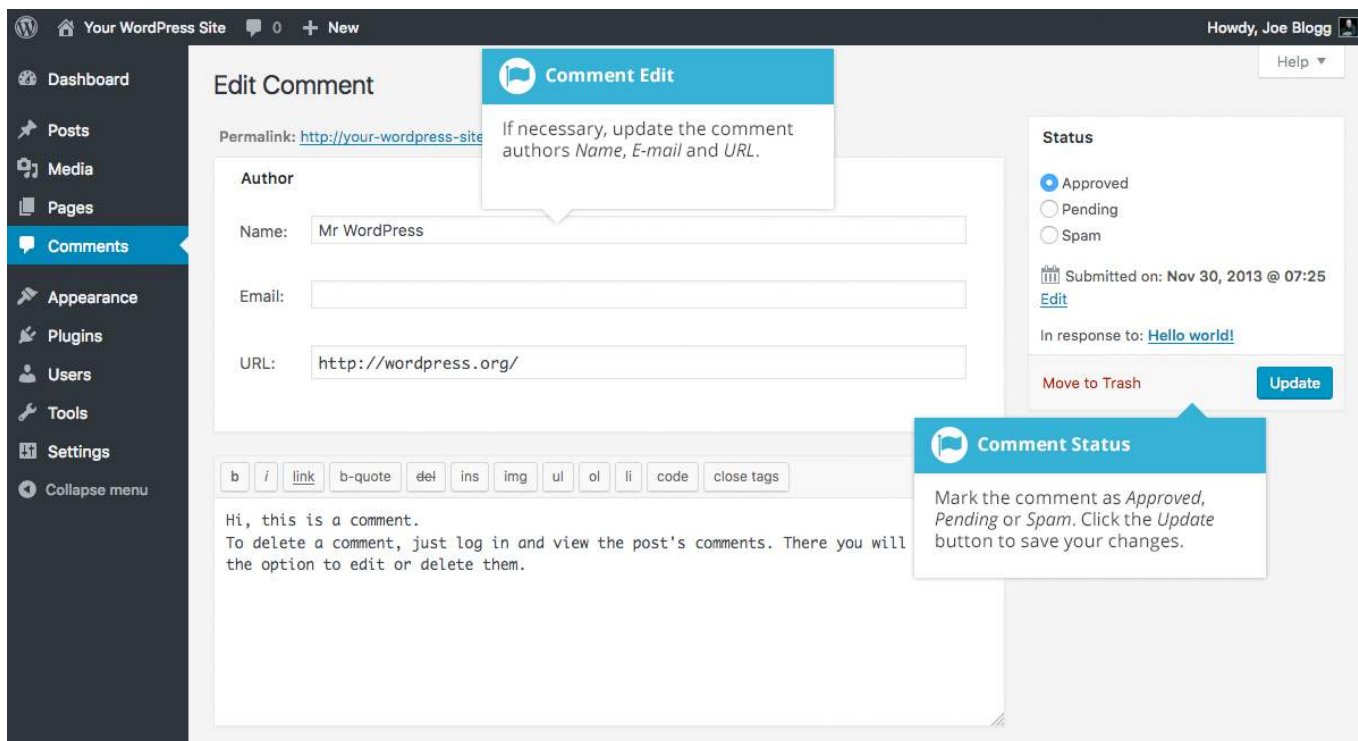 Your WordPress Site 0 + New Howdy, Joe Blogg
Help
Dashboard
Posts
Media
Pages
Comments
Appearance
Plugins
Users
Tools
Settings
Collapse menu
Edit Comment
Permalink: http://your-wordpress-site
Comment Edit
If necessary, update the comment
authors Name, E-mail and URL.
Author
Name: Mr WordPress
Email:
URL: http://wordpress.org/
b i link b-quote del ins img ul ol li code close tags
Hi, this is a comment.
To delete a comment, just log in and view the post's comments. There you will
the option to edit or delete them.
Status
Approved
Pending
Spam
Submitted on: Nov 30, 2013 @ 07:25
Edit
In response to: Hello world!
Move to Trash Update
Comment Status
Mark the comment as Approved,
Pending or Spam. Click the Update
button to save your changes.